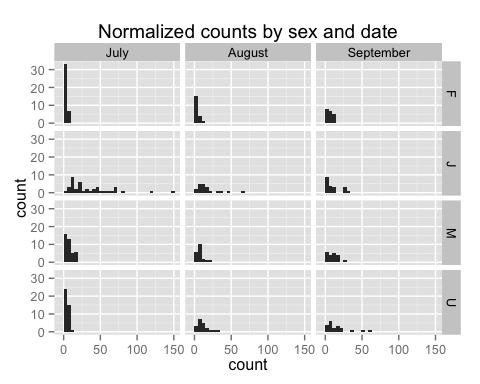 Normalized counts by sex and date
July August September
30
20
10
0
F
30
20
10
0
J
30
20
10
0
M
30
20
10
0
U
count
0 50 100 150 0 50 100 150 0 50 100 150
count